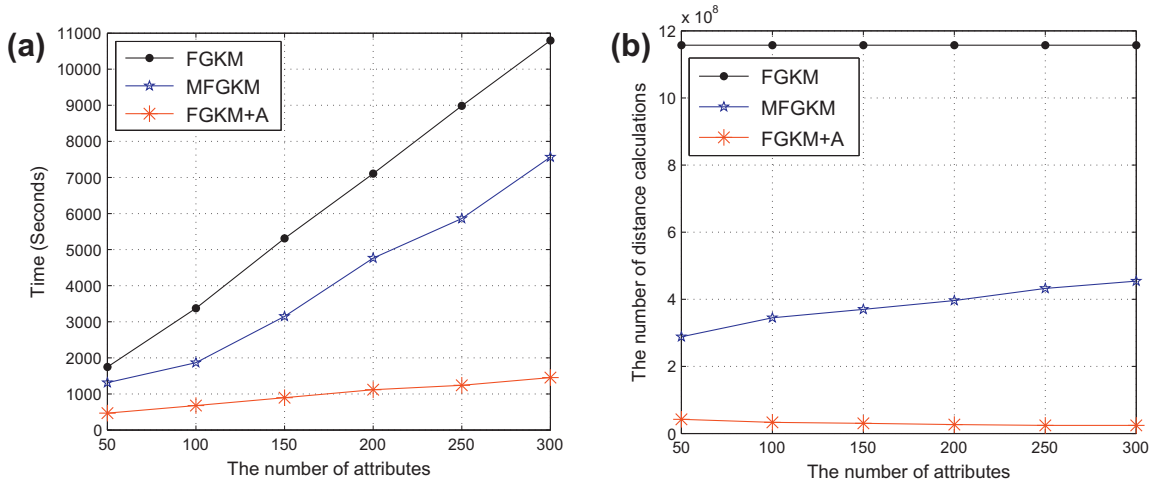 (a)
11000
10000
9000
8000
7000
6000
5000
4000
3000
2000
1000
0
Time (Seconds)
FGKM
MFGKM
FGKM+A
50 100 150 200 250 300
The number of attributes
(b)
x 10^8
12
10
8
6
4
2
0
The number of distance calculations
FGKM
MFGKM
FGKM+A
50 100 150 200 250 300
The number of attributes